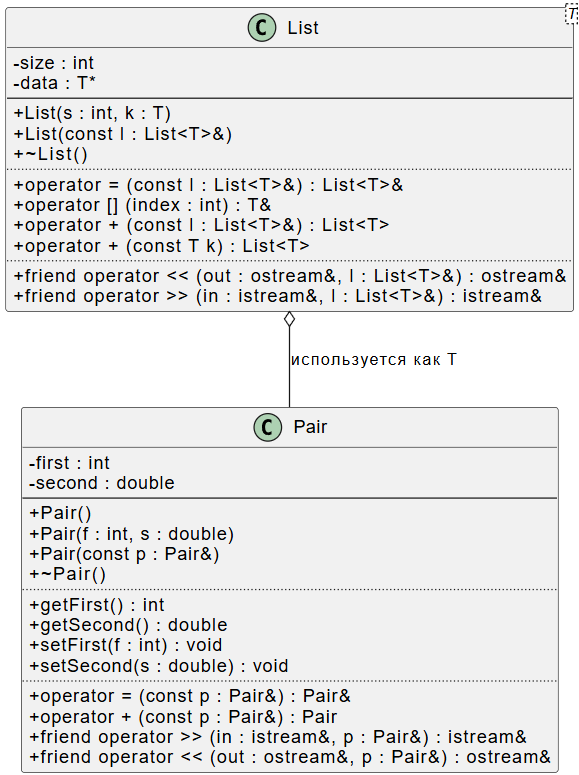 T
C List
-size : int
-data : T*
+List(s : int, k : T)
+List(const l : List<T>&)
+~List()
+operator = (const l : List<T>&) : List<T>&
+operator [] (index : int) : T&
+operator + (const l : List<T>&) : List<T>
+operator + (const T k) : List<T>
+friend operator << (out : ostream&, l : List<T>&) : ostream&
+friend operator >> (in : istream&, l : List<T>&) : istream&
используется как T
C Pair
-first : int
-second : double
+Pair()
+Pair(f : int, s : double)
+Pair(const p : Pair&)
+~Pair()
+getFirst() : int
+getSecond() : double
+setFirst(f : int) : void
+setSecond(s : double) : void
+operator = (const p : Pair&) : Pair&
+operator + (const p : Pair&) : Pair
+friend operator >> (in : istream&, p : Pair&) : istream&
+friend operator << (out : ostream&, p : Pair&) : ostream&